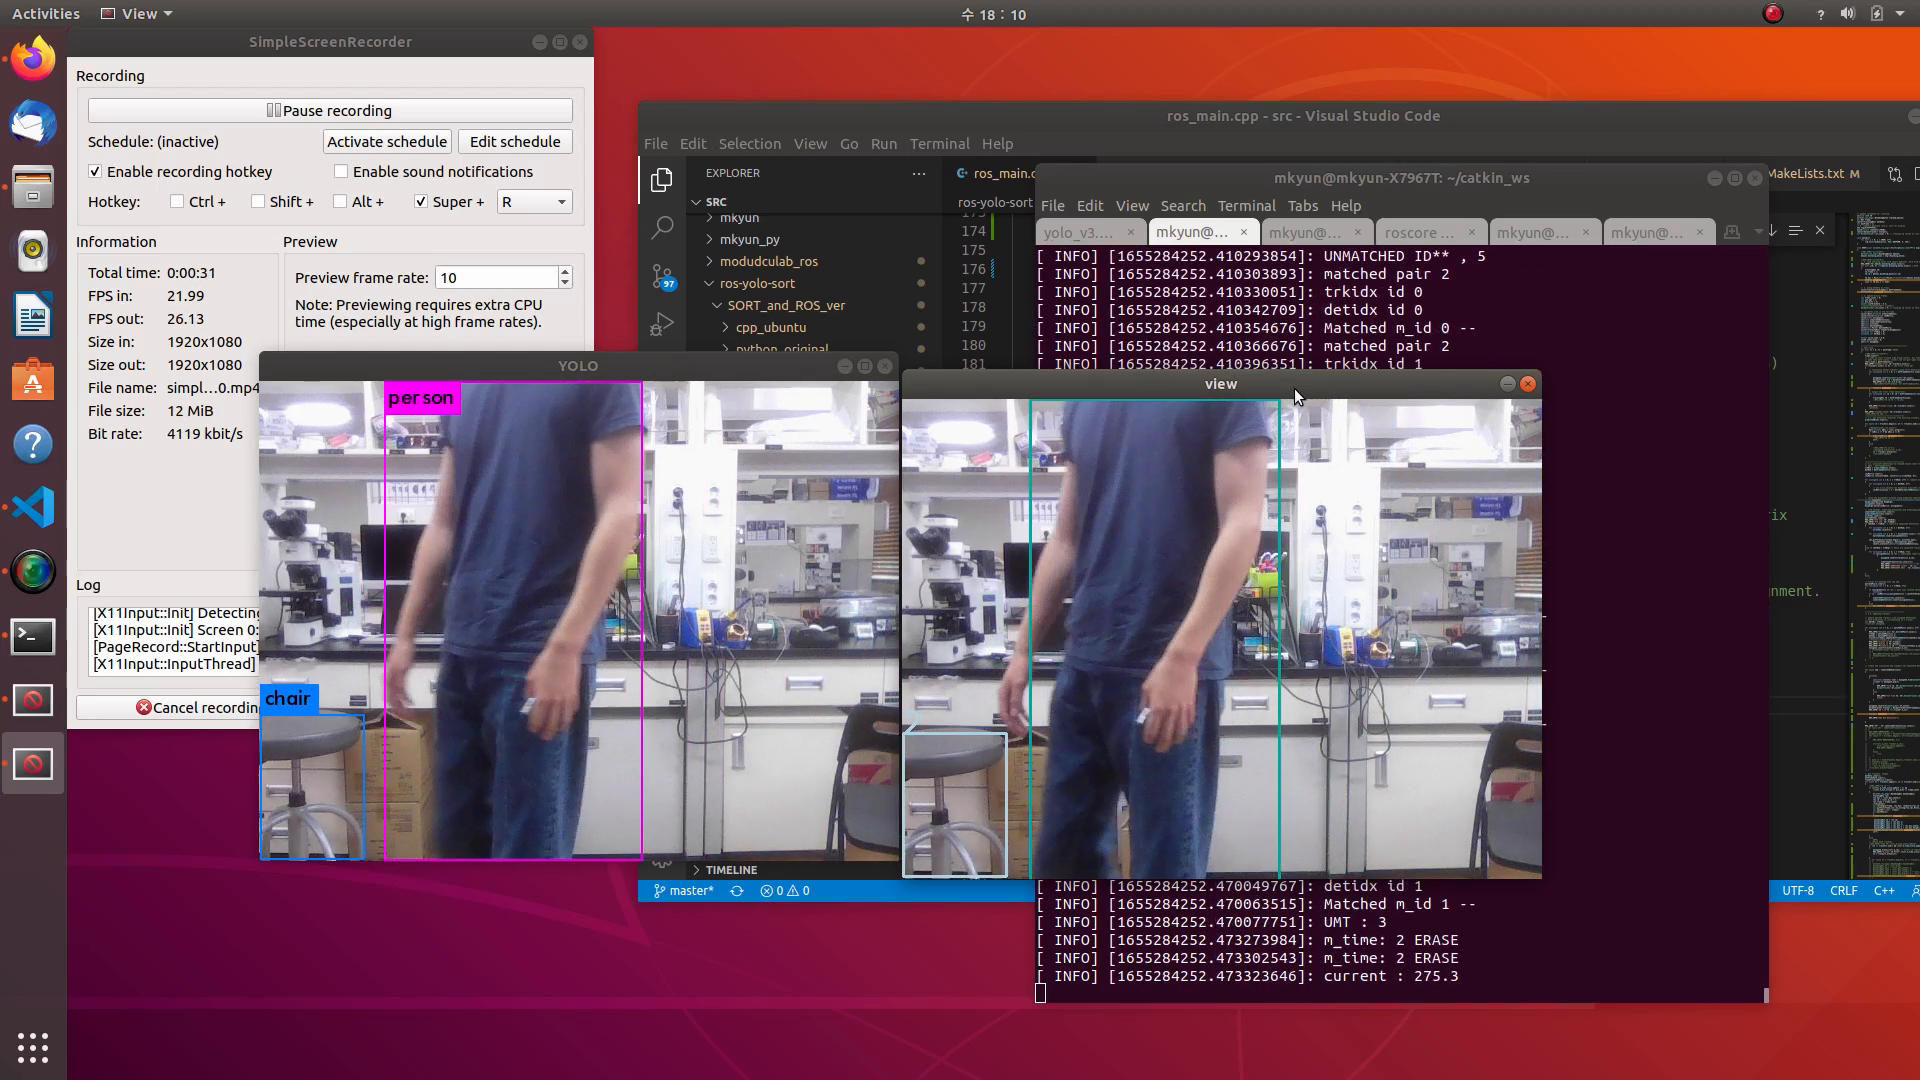 Activities
View
수 18：10
?
SimpleScreenRecorder
Recording
Pause recording
Schedule: (inactive)
Activate schedule
Edit schedule
Enable recording hotkey
Enable sound notifications
Hotkey:
Ctrl +
Shift +
Alt +
Super +
R
Information
Preview
Total time: 0:00:31
FPS in: 21.99
FPS out: 26.13
Size in: 1920x1080
Size out: 1920x1080
File name: simpl...0.mp4
File size: 12 MiB
Bit rate: 4119 kbit/s
Preview frame rate: 10
Note: Previewing requires extra CPU
time (especially at high frame rates).
Log
[X11Input::Init] Detecting
[X11Input::Init] Screen 0:
[PageRecord::StartInput]
[X11Input::InputThread]
Cancel recording
YOLO
person
chair
ros_main.cpp - src - Visual Studio Code
File Edit Selection View Go Run Terminal Help
EXPLORER
SRC
mkyun
mkyun_py
modudculab_ros
ros-yolo-sort
SORT_and_ROS_ver
cpp_ubuntu
python_original
97
ros_main.c
MakeLists.txt M
ros-yolo-sort
173
174
175
176
177
178
179
180
181
rix
nment.
TIMELINE
master*
0 0
UTF-8 CRLF C++
mkyun@mkyun-X7967T: ~/catkin_ws
File Edit View Search Terminal Tabs Help
yolo_v3....
mkyun@...
mkyun@...
roscore ...
mkyun@...
mkyun@...
[ INFO] [1655284252.410293854]: UNMATCHED ID** , 5
[ INFO] [1655284252.410303893]: matched pair 2
[ INFO] [1655284252.410330051]: trkidx id 0
[ INFO] [1655284252.410342709]: detidx id 0
[ INFO] [1655284252.410354676]: Matched m_id 0 --
[ INFO] [1655284252.410366676]: matched pair 2
[ INFO] [1655284252.410396351]: trkidx id 1
view
[ INFO] [1655284252.470049767]: detidx id 1
[ INFO] [1655284252.470063515]: Matched m_id 1 --
[ INFO] [1655284252.470077751]: UMT : 3
[ INFO] [1655284252.473273984]: m_time: 2 ERASE
[ INFO] [1655284252.473302543]: m_time: 2 ERASE
[ INFO] [1655284252.473323646]: current : 275.3